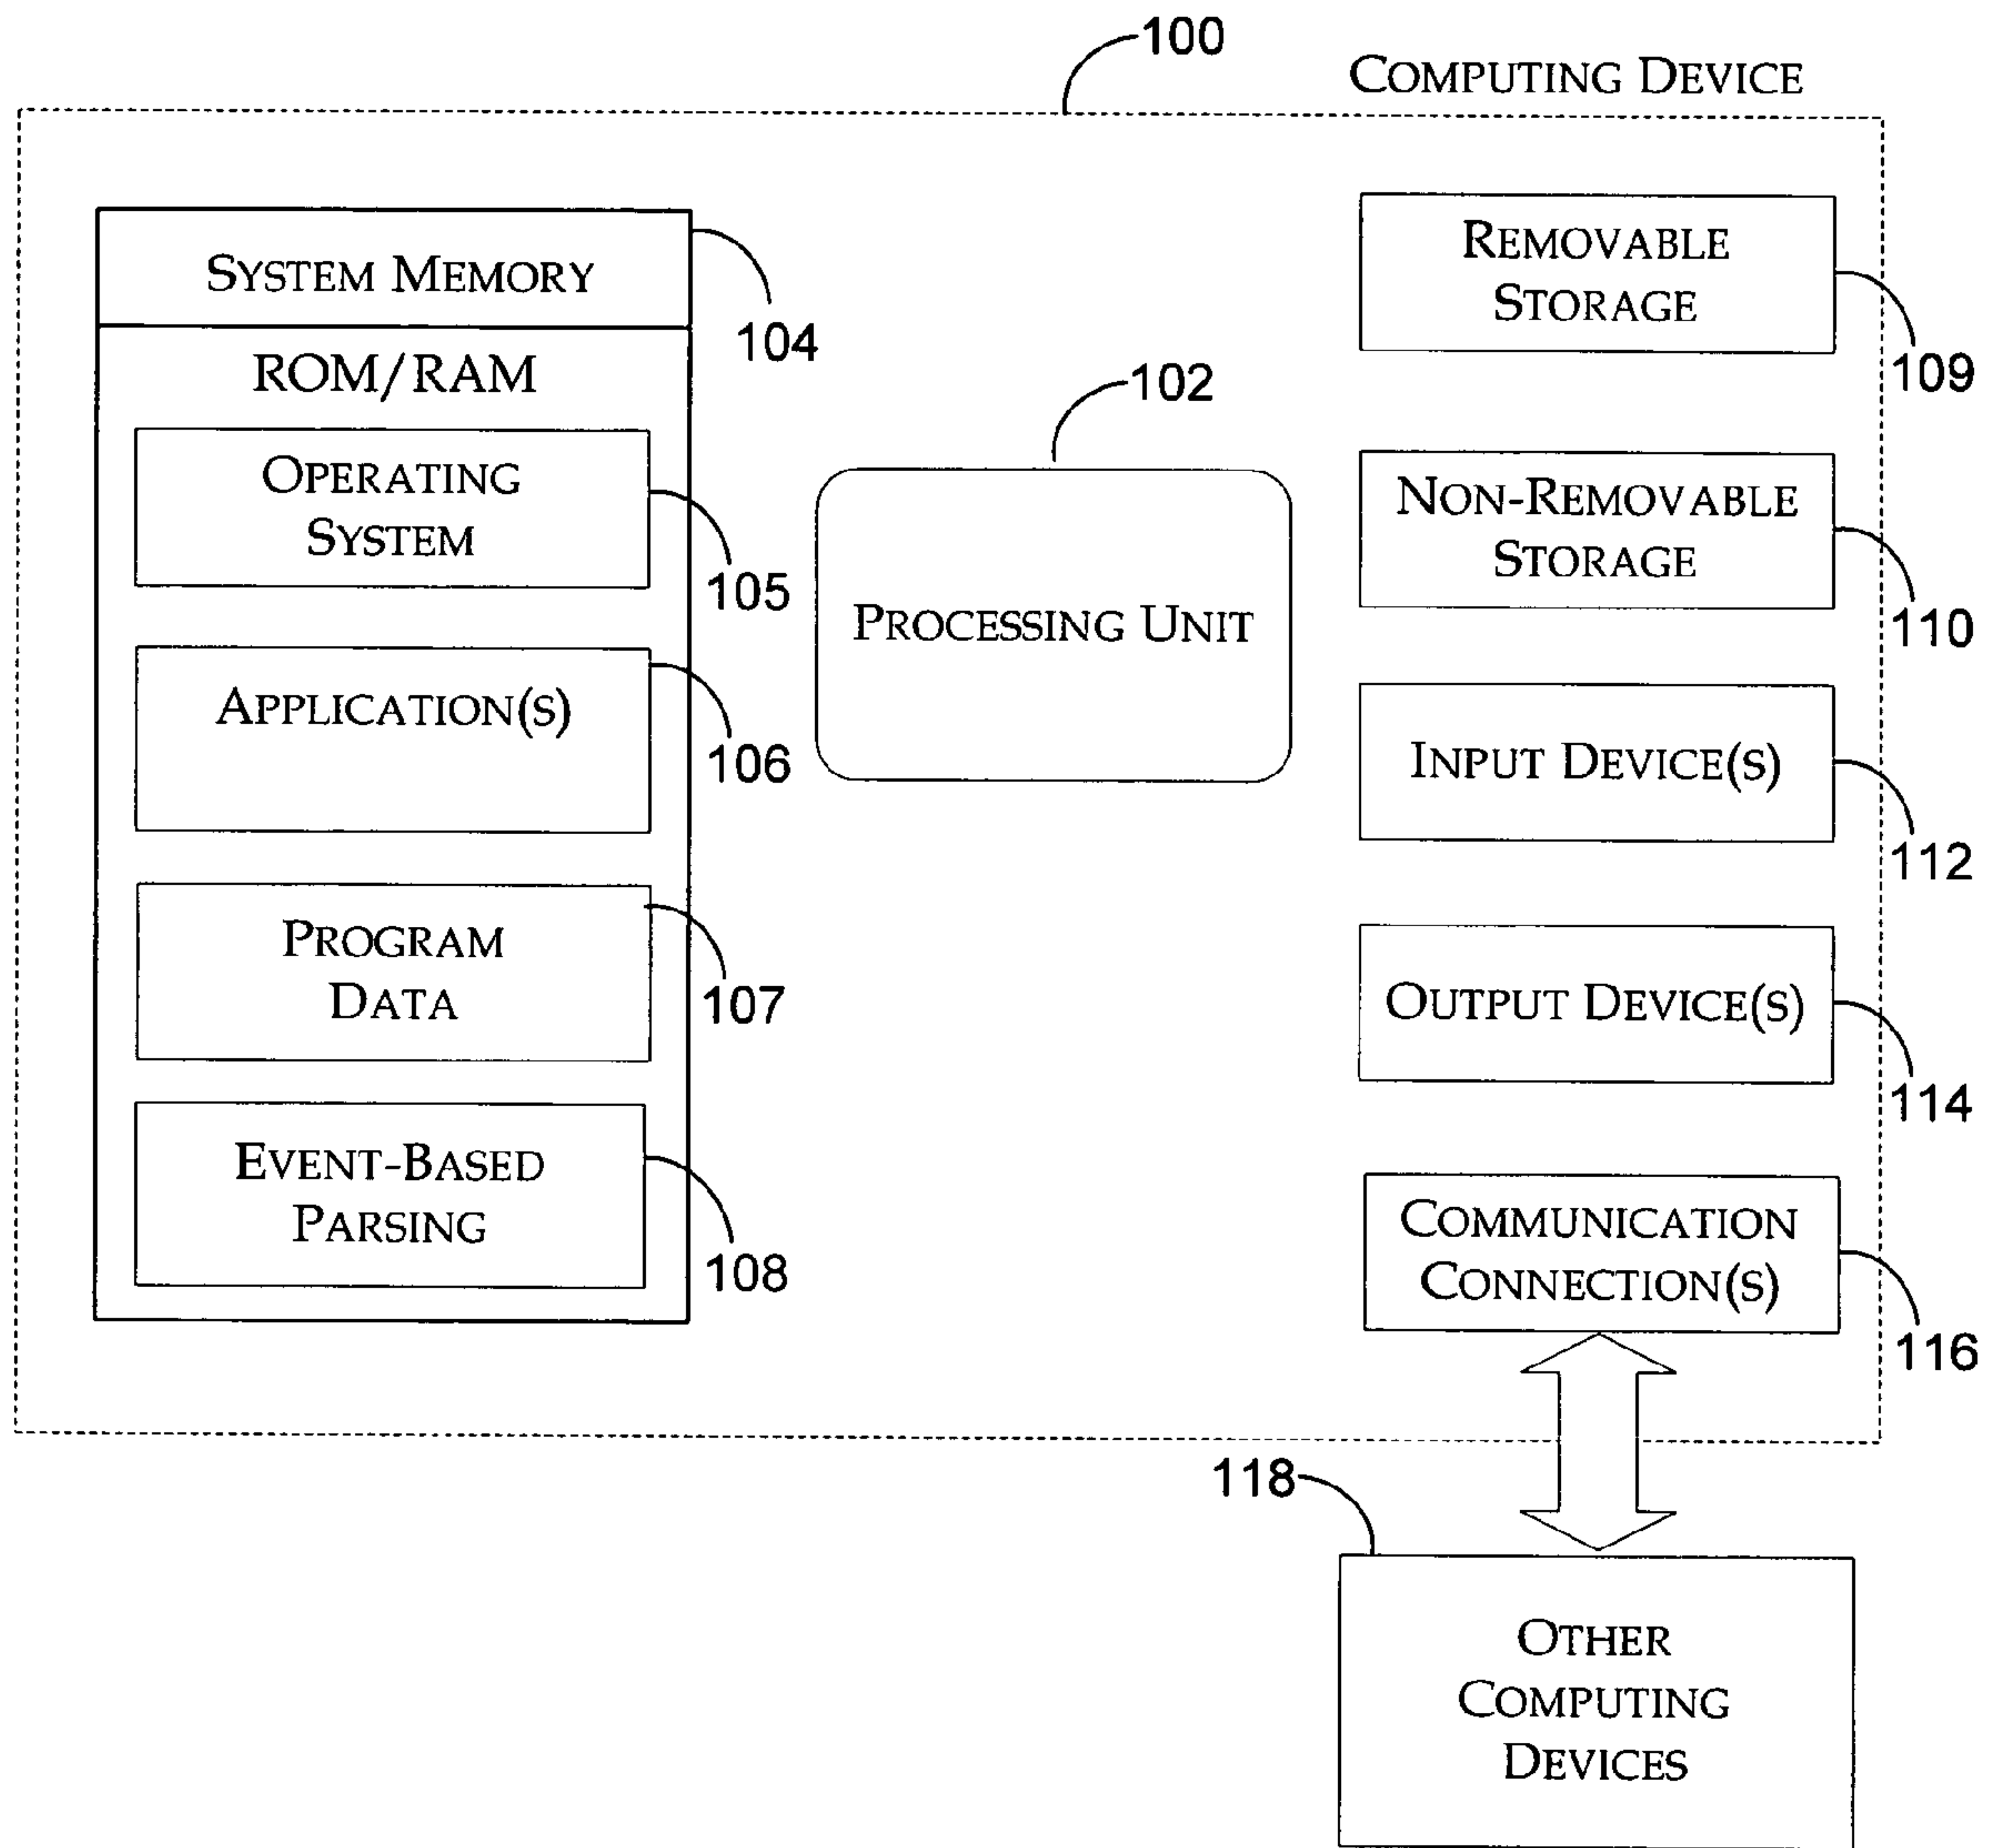 100
COMPUTING DEVICE
SYSTEM MEMORY
104
ROM/RAM
OPERATING
SYSTEM
105
APPLICATION(S)
106
PROGRAM
DATA
107
EVENT-BASED
PARSING
108
102
PROCESSING UNIT
REMOVABLE
STORAGE
109
NON-REMOVABLE
STORAGE
110
INPUT DEVICE(S)
112
OUTPUT DEVICE(S)
114
COMMUNICATION
CONNECTION(S)
116
118
OTHER
COMPUTING
DEVICES